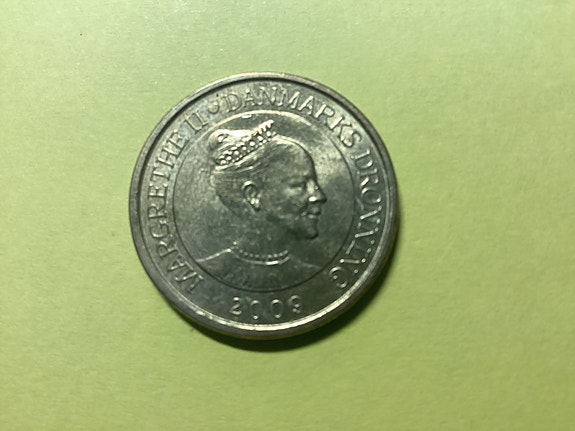 MARGRETHE II DANMARKS DRONNING
2009